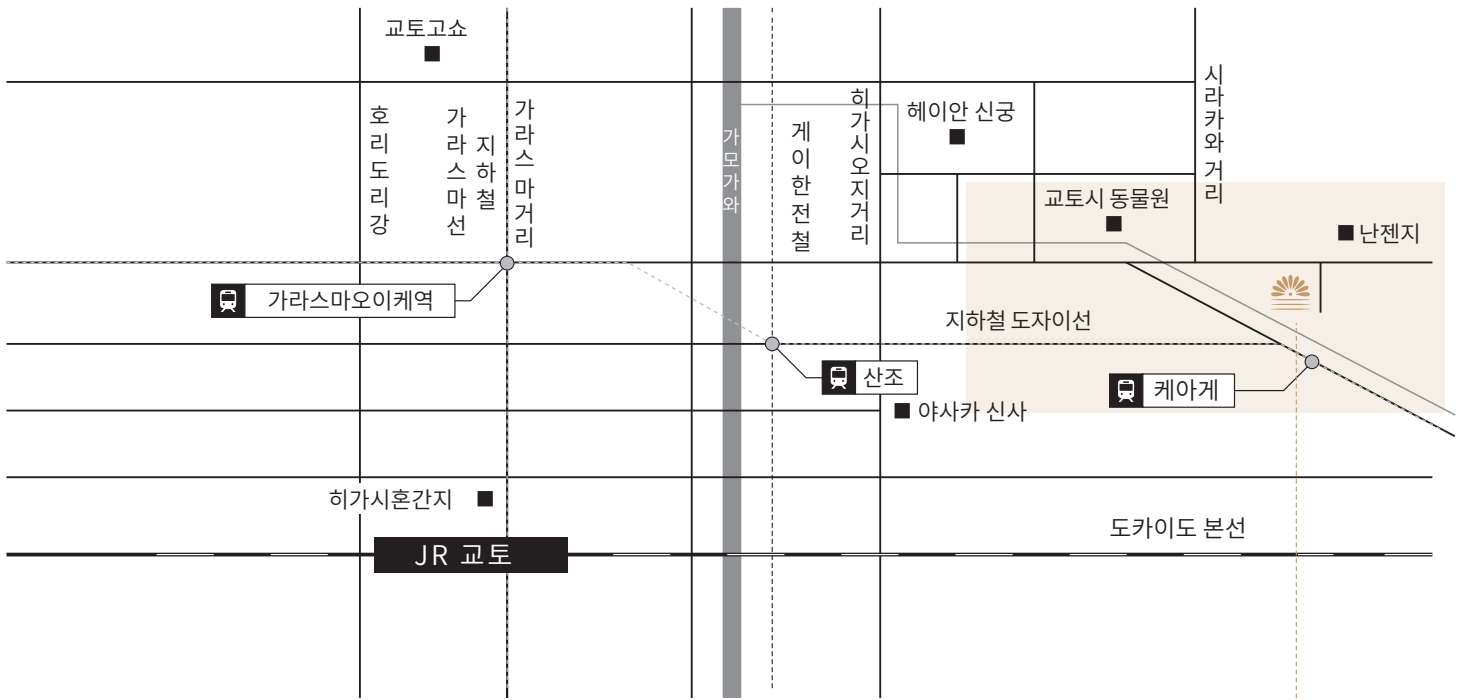 교토고쇼
호리도리강
가라스마선
지하철
가라스마거리
가모가와
게이한전철
히가시오지거리
헤이안 신궁
시라카와거리
교토시 동물원
난젠지
가라스마오이케역
지하철 도자이선
산조
케아게
야사카 신사
히가시혼간지
도카이도 본선
JR 교토